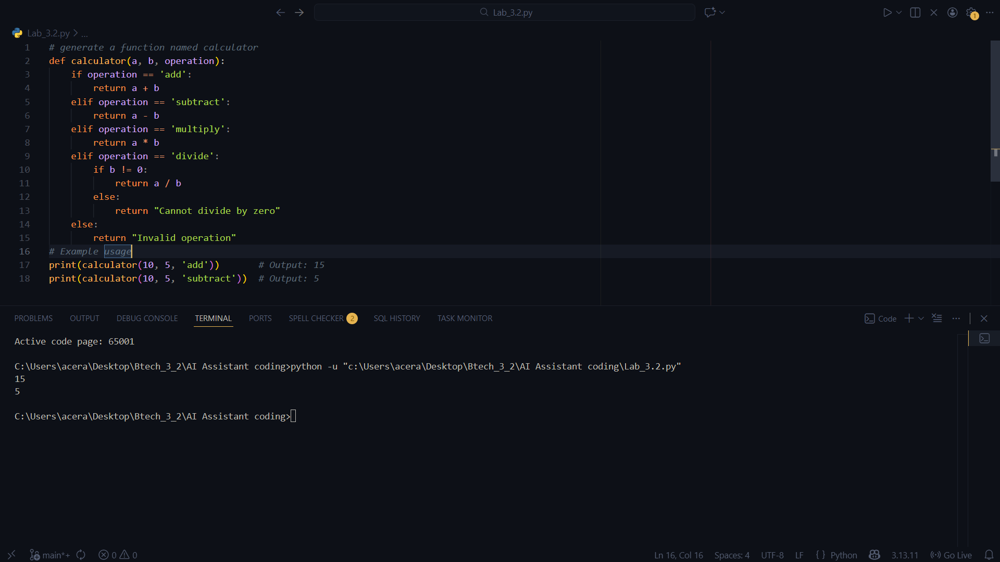 Lab_3.2.py
1
Lab_3.2.py > ...
1 # generate a function named calculator
2 def calculator(a, b, operation):
3     if operation == 'add':
4         return a + b
5     elif operation == 'subtract':
6         return a - b
7     elif operation == 'multiply':
8         return a * b
9     elif operation == 'divide':
10         if b != 0:
11             return a / b
12         else:
13             return "Cannot divide by zero"
14     else:
15         return "Invalid operation"
16 # Example usage
17 print(calculator(10, 5, 'add'))       # Output: 15
18 print(calculator(10, 5, 'subtract'))  # Output: 5
PROBLEMS OUTPUT DEBUG CONSOLE TERMINAL PORTS SPELL CHECKER 2 SQL HISTORY TASK MONITOR Code
Active code page: 65001
C:\Users\acera\Desktop\Btech_3_2\AI Assistant coding>python -u "c:\Users\acera\Desktop\Btech_3_2\AI Assistant coding\Lab_3.2.py"
15
5
C:\Users\acera\Desktop\Btech_3_2\AI Assistant coding>
main*+ 0 0 Ln 16, Col 16 Spaces: 4 UTF-8 LF { } Python 3.13.11 Go Live